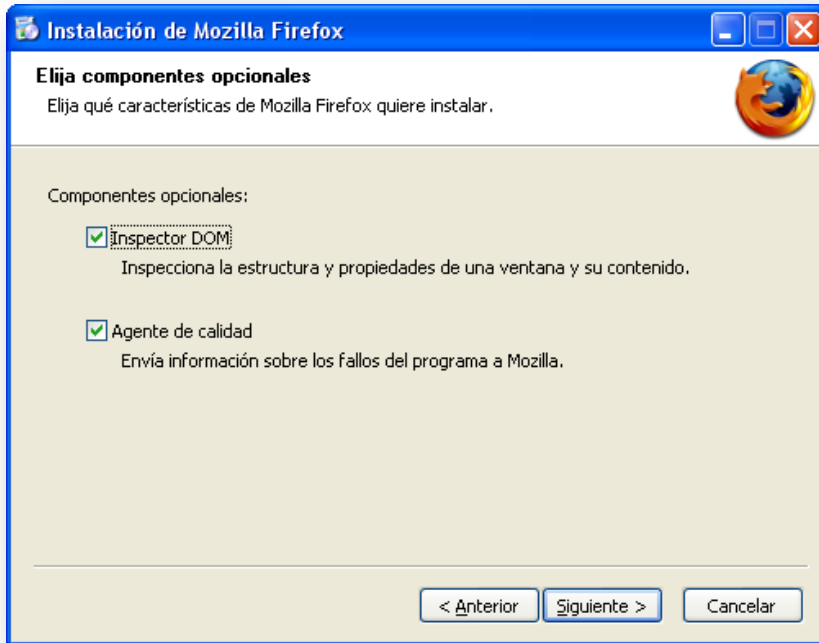 Instalación de Mozilla Firefox
Elija componentes opcionales
Elija qué características de Mozilla Firefox quiere instalar.
Componentes opcionales:
Inspector DOM
Inspecciona la estructura y propiedades de una ventana y su contenido.
Agente de calidad
Envía información sobre los fallos del programa a Mozilla.
< Anterior
Siguiente >
Cancelar